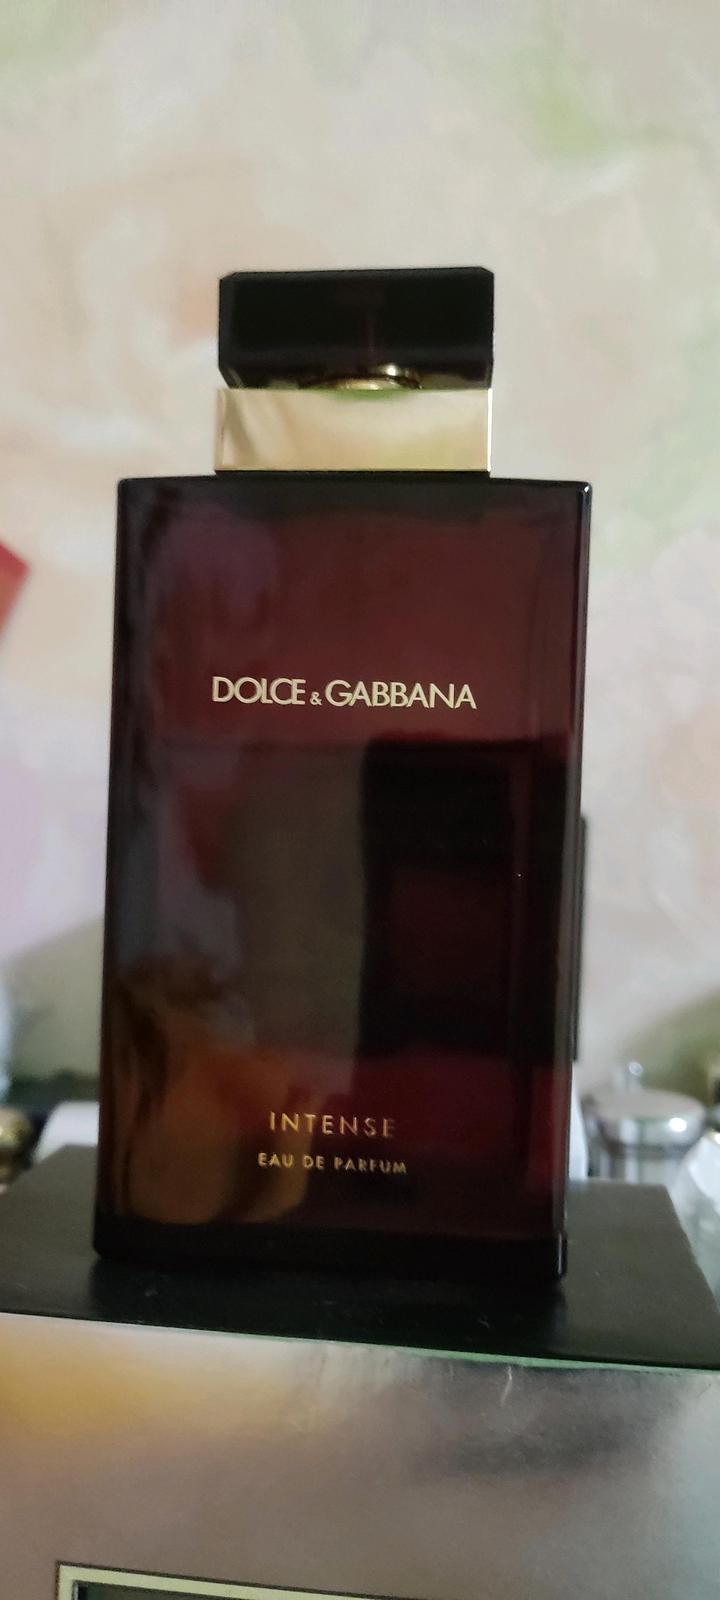 DOLCE & GABBANA
INTENSE
EAU DE PARFUM